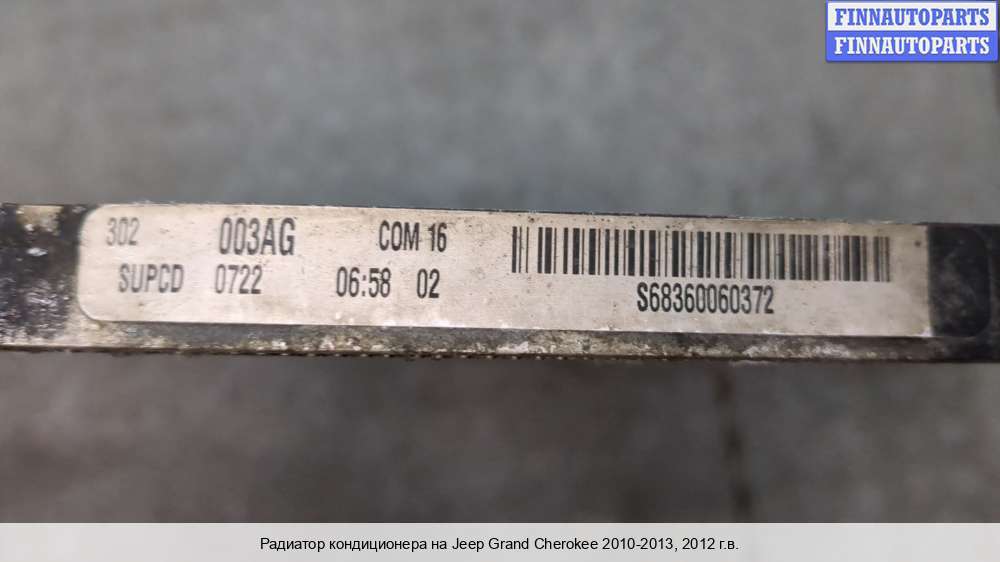 FINNAUTOPARTS
FINNAUTOPARTS
302 003AG COM 16
SUPCD 0722 06:58 02
S68360060372
Радиатор кондиционера на Jeep Grand Cherokee 2010-2013, 2012 г.в.